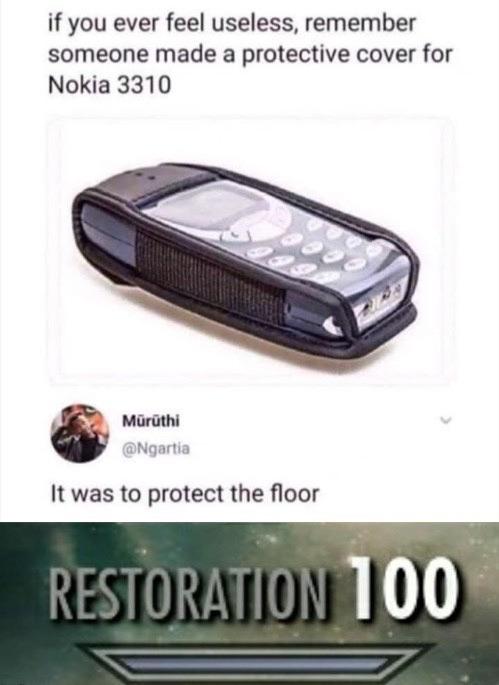 if you ever feel useless, remember
someone made a protective cover for
Nokia 3310
Mūrūthi
@Ngartia
It was to protect the floor
RESTORATION 100